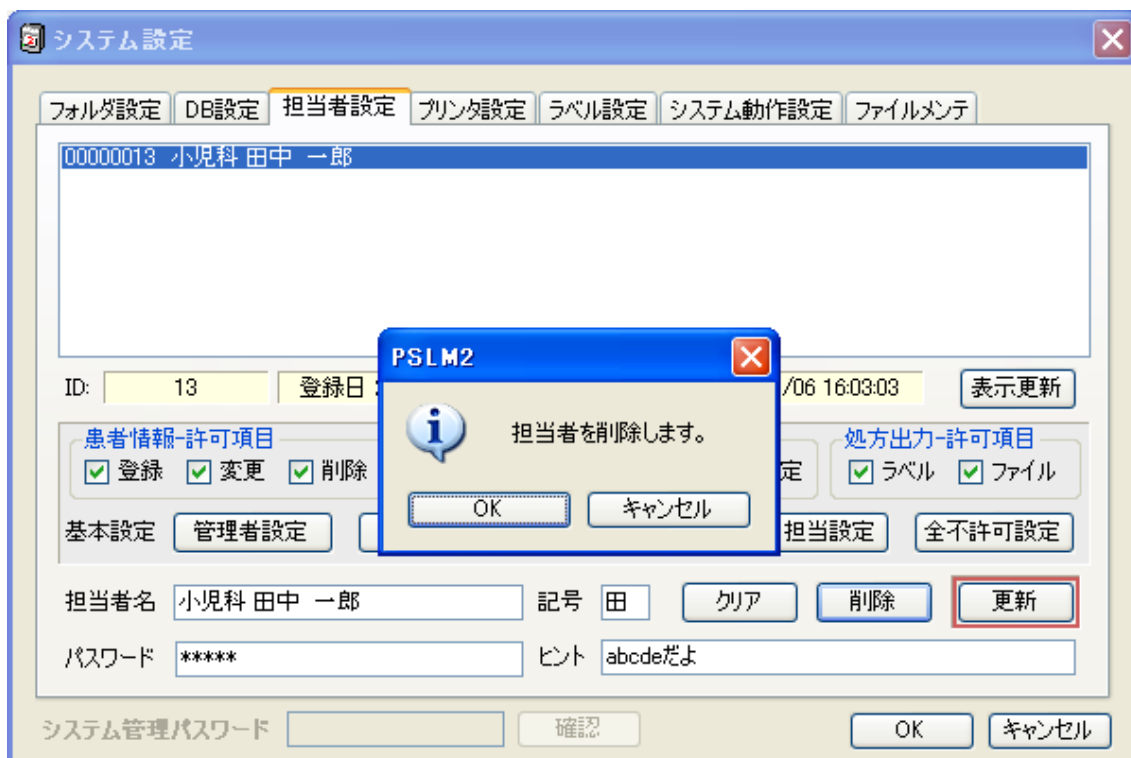 システム設定
フォルダ設定 DB設定 担当者設定 プリンタ設定 ラベル設定 システム動作設定 ファイルメンテ
00000013 小児科 田中 一郎
PSLM2
担当者を削除します。
OK キャンセル
ID: 13 登録日: /06 16:03:03 表示更新
患者情報-許可項目 処方出力-許可項目
登録 変更 削除 定 ラベル ファイル
基本設定 管理者設定 担当設定 全不許可設定
担当者名 小児科 田中 一郎 記号 田 クリア 削除 更新
パスワード ***** ヒント abcdeだよ
システム管理パスワード 確認 OK キャンセル